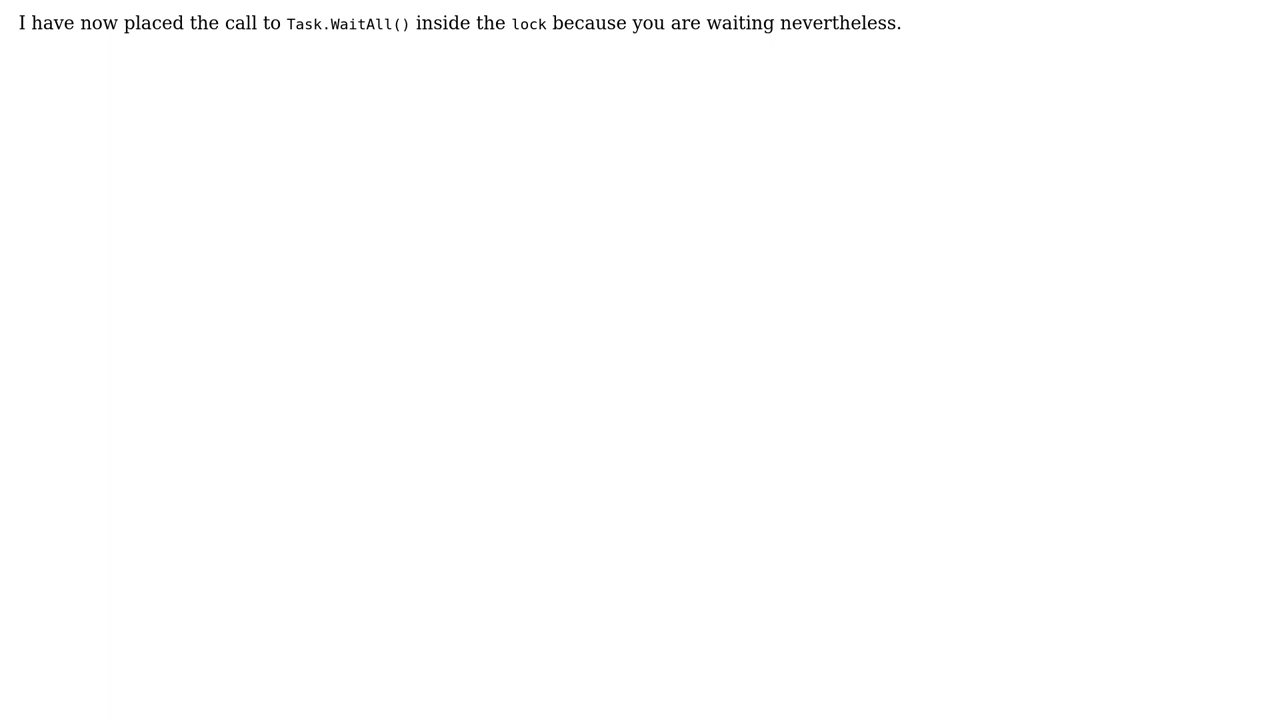 I have now placed the call to Task.WaitAll() inside the lock because you are waiting nevertheless.